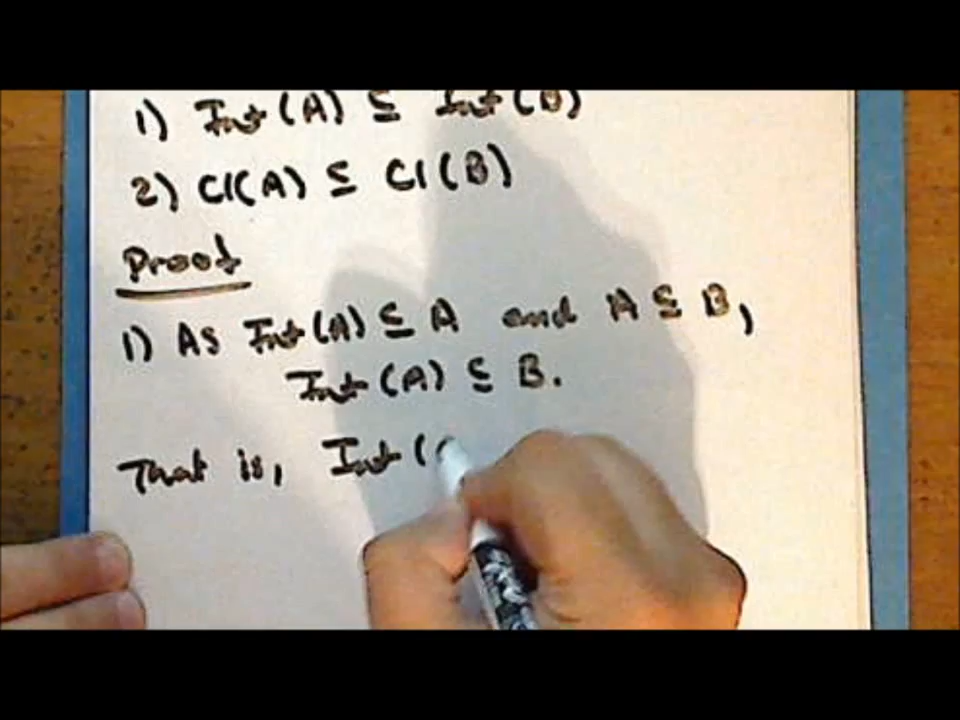 1) Int (A) ⊆ Int (B)
2) Cl(A) ⊆ Cl(B)
Proof
1) As Int (A) ⊆ A and A ⊆ B,
Int (A) ⊆ B.
That is, Int (